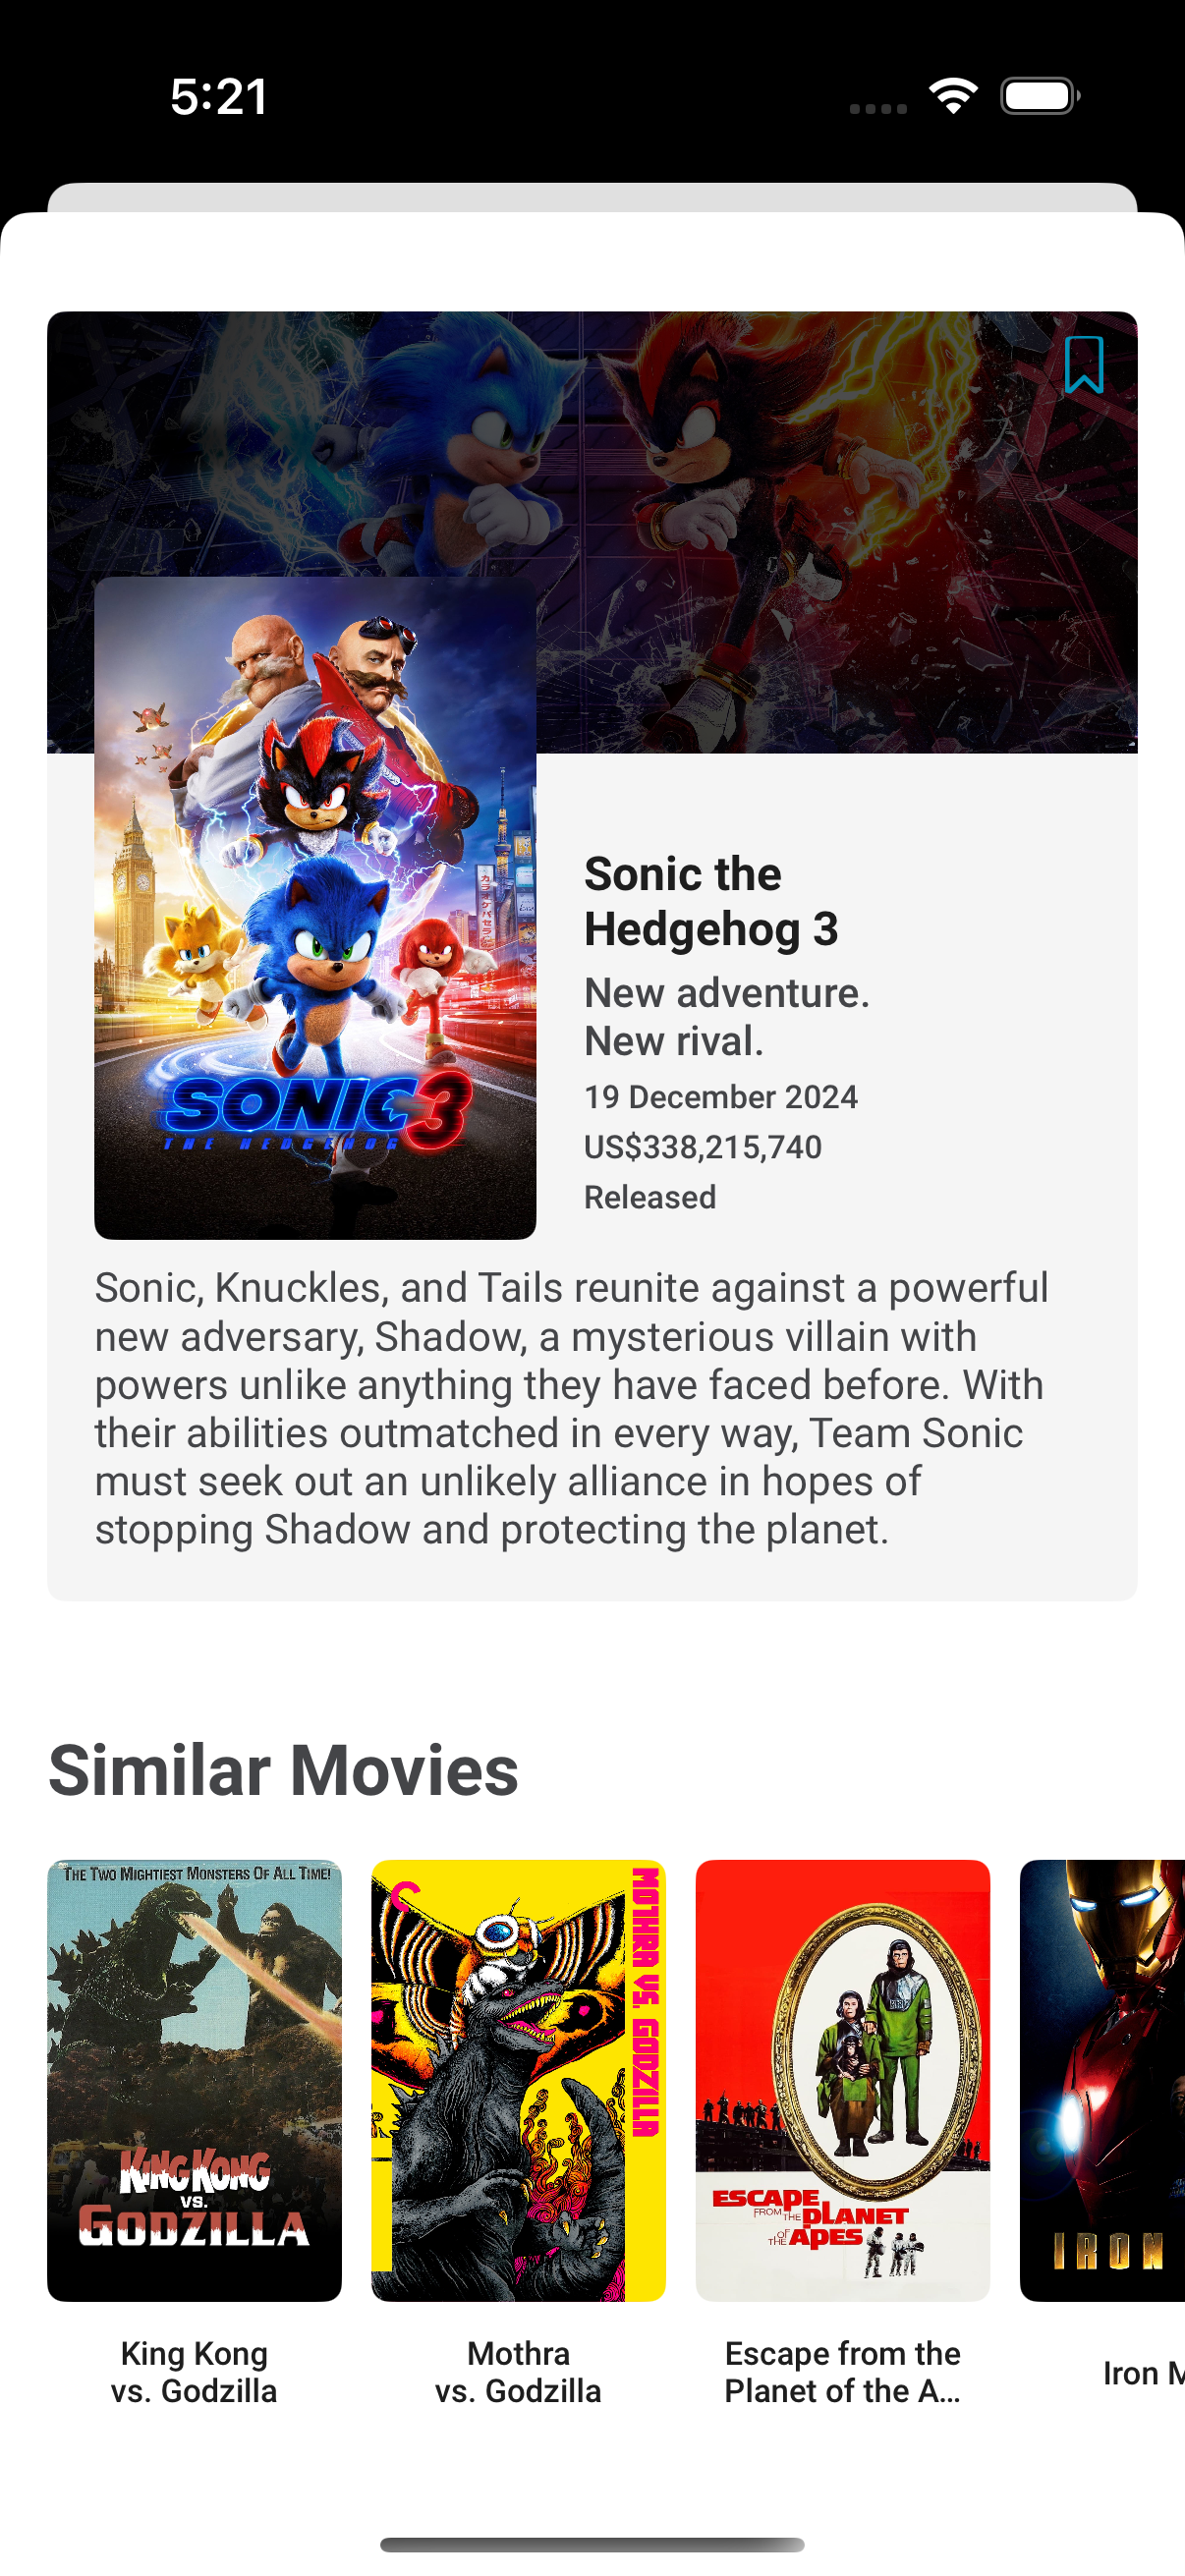 5:21
SONIC 3
THE HEDGEHOG
Sonic the
Hedgehog 3
New adventure.
New rival.
19 December 2024
US$338,215,740
Released
Sonic, Knuckles, and Tails reunite against a powerful
new adversary, Shadow, a mysterious villain with
powers unlike anything they have faced before. With
their abilities outmatched in every way, Team Sonic
must seek out an unlikely alliance in hopes of
stopping Shadow and protecting the planet.
Similar Movies
THE TWO MIGHTIEST MONSTERS OF ALL TIME!
KING KONG
VS.
GODZILLA
MOTHRA VS. GODZILLA
ESCAPE
FROM THE PLANET
OF THE APES
IRON
King Kong
vs. Godzilla
Mothra
vs. Godzilla
Escape from the
Planet of the A...
Iron M